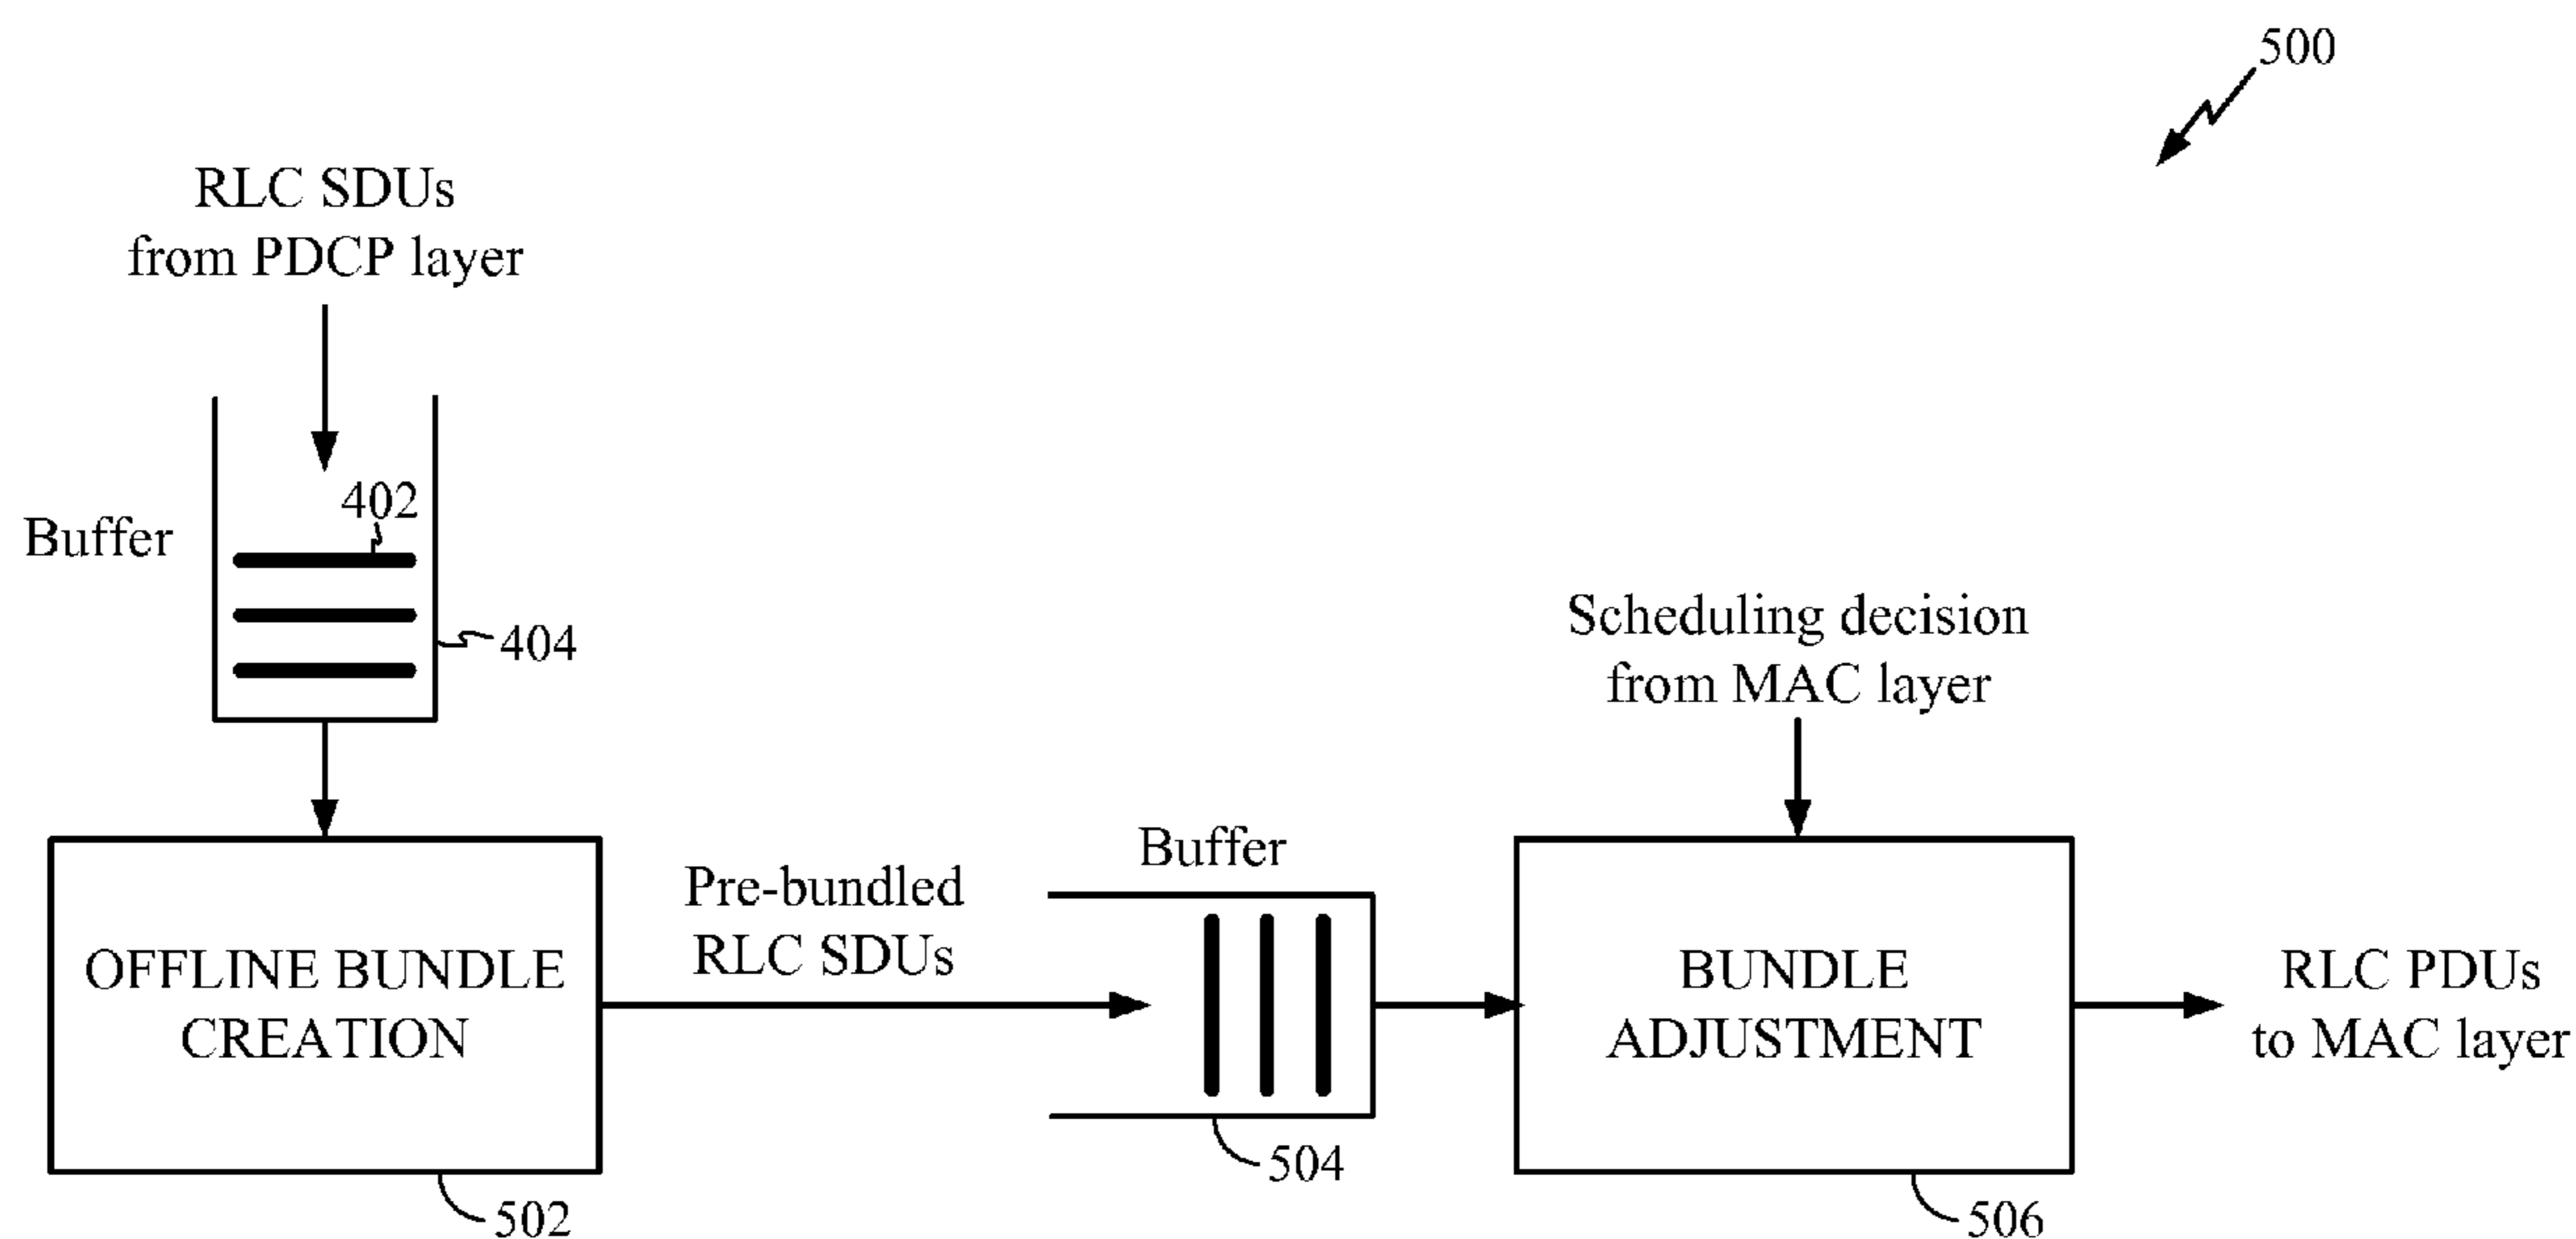 500
RLC SDUs
from PDCP layer
402
Buffer
404
Scheduling decision
from MAC layer
Buffer
Pre-bundled
RLC SDUs
OFFLINE BUNDLE
CREATION
BUNDLE
ADJUSTMENT
RLC PDUs
to MAC layer
504
502
506